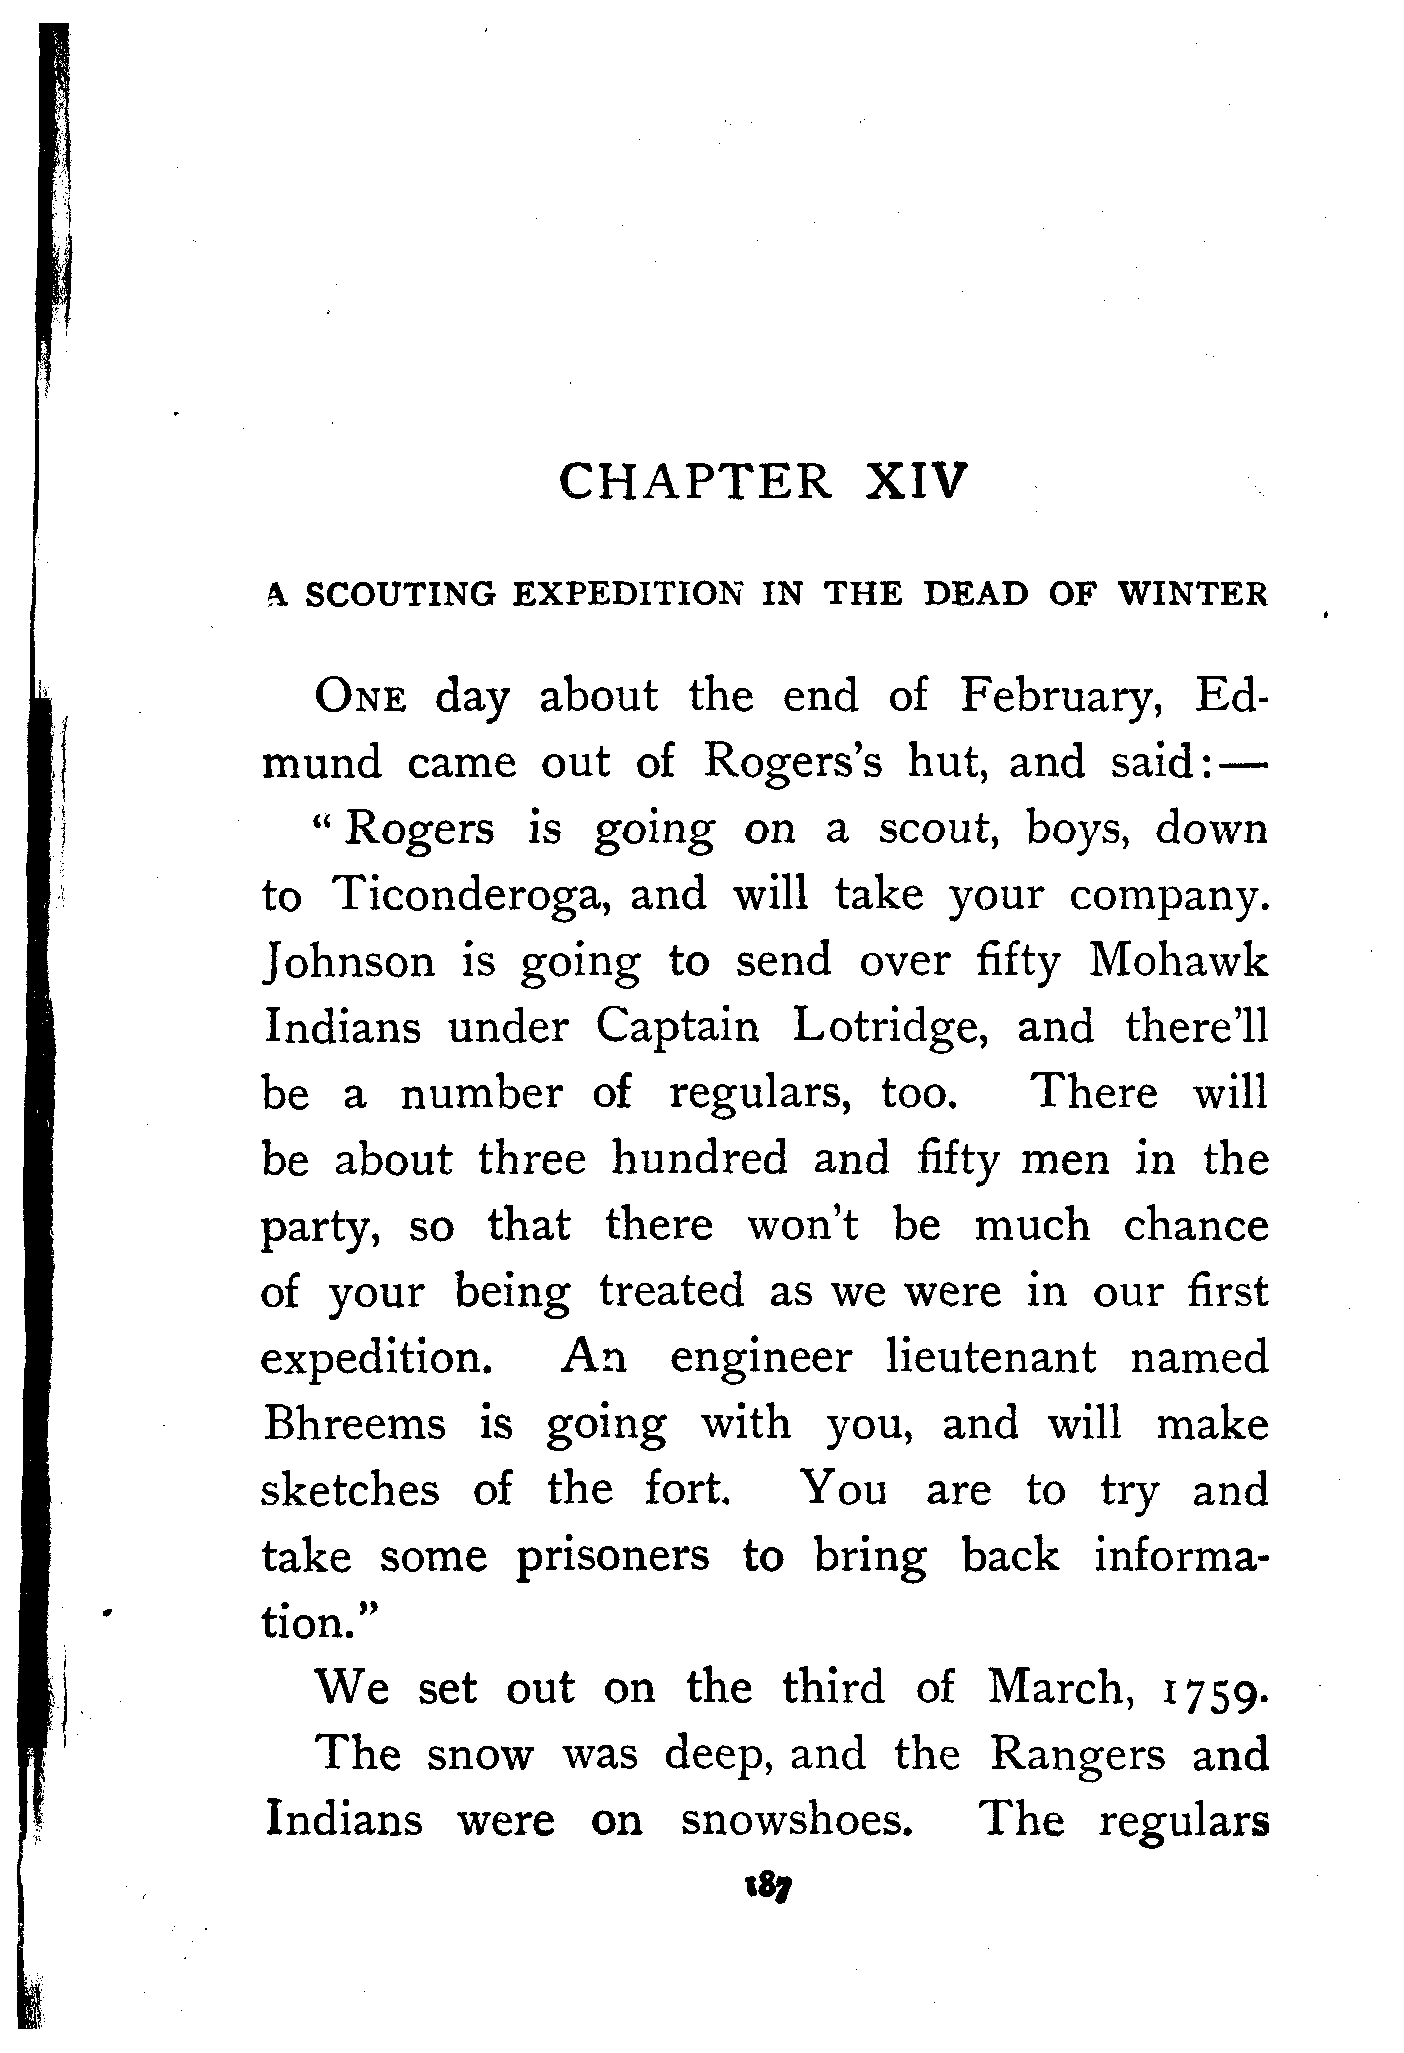 CHAPTER XIV
A SCOUTING EXPEDITION IN THE DEAD OF WINTER
ONE day about the end of February, Ed-
mund came out of Rogers's hut, and said:—
“Rogers is going on a scout, boys, down
to Ticonderoga, and will take your company.
Johnson is going to send over fifty Mohawk
Indians under Captain Lotridge, and there'll
be a number of regulars, too. There will
be about three hundred and fifty men in the
party, so that there won't be much chance
of your being treated as we were in our first
expedition. An engineer lieutenant named
Bhreems is going with you, and will make
sketches of the fort. You are to try and
take some prisoners to bring back informa-
tion.”
We set out on the third of March, 1759.
The snow was deep, and the Rangers and
Indians were on snowshoes. The regulars
187